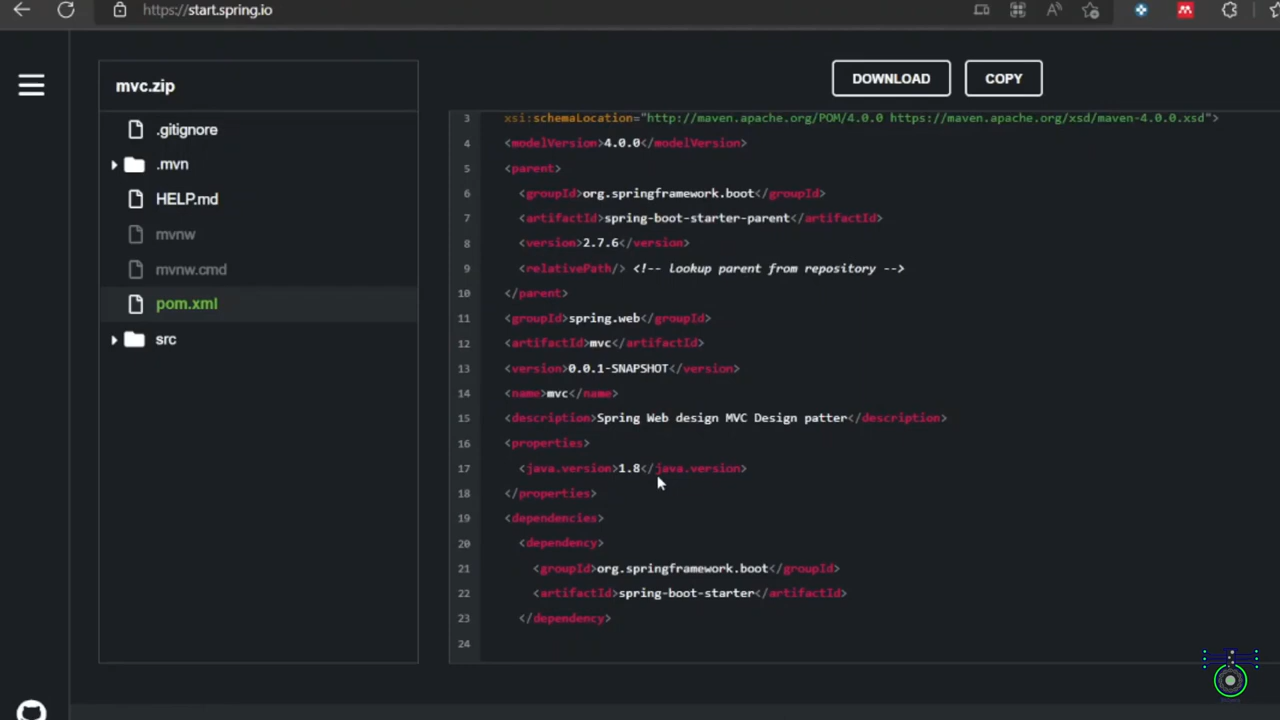 https://start.spring.io
mvc.zip
DOWNLOAD
COPY
.gitignore
.mvn
HELP.md
mvnw
mvnw.cmd
pom.xml
src
3 xsi:schemaLocation="http://maven.apache.org/POM/4.0.0 https://maven.apache.org/xsd/maven-4.0.0.xsd">
4 <modelVersion>4.0.0</modelVersion>
5 <parent>
6 <groupId>org.springframework.boot</groupId>
7 <artifactId>spring-boot-starter-parent</artifactId>
8 <version>2.7.6</version>
9 <relativePath/> <!-- lookup parent from repository -->
10 </parent>
11 <groupId>spring.web</groupId>
12 <artifactId>mvc</artifactId>
13 <version>0.0.1-SNAPSHOT</version>
14 <name>mvc</name>
15 <description>Spring Web design MVC Design patter</description>
16 <properties>
17 <java.version>1.8</java.version>
18 </properties>
19 <dependencies>
20 <dependency>
21 <groupId>org.springframework.boot</groupId>
22 <artifactId>spring-boot-starter</artifactId>
23 </dependency>
24